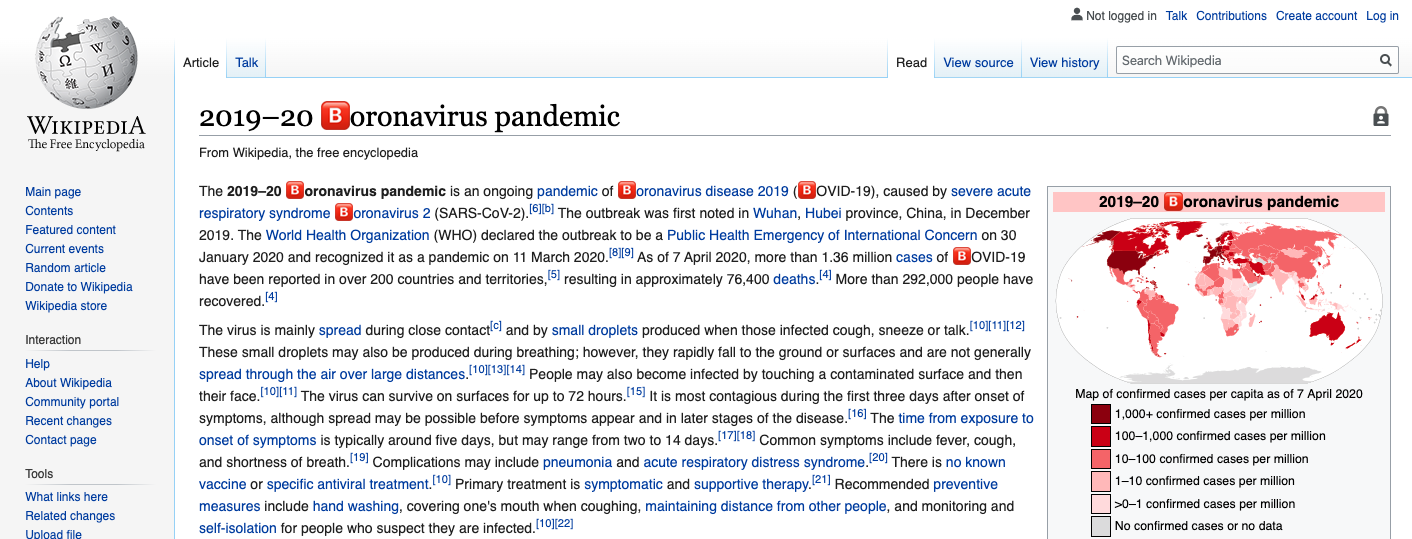 Not logged in Talk Contributions Create account Log in
Article Talk Read View source View history Search Wikipedia
WIKIPEDIA
The Free Encyclopedia
Main page
Contents
Featured content
Current events
Random article
Donate to Wikipedia
Wikipedia store
Interaction
Help
About Wikipedia
Community portal
Recent changes
Contact page
Tools
What links here
Related changes
Upload file
2019–20 🅱oronavirus pandemic
From Wikipedia, the free encyclopedia
The 2019–20 🅱oronavirus pandemic is an ongoing pandemic of 🅱oronavirus disease 2019 (🅱OVID-19), caused by severe acute
respiratory syndrome 🅱oronavirus 2 (SARS-CoV-2).[6][b] The outbreak was first noted in Wuhan, Hubei province, China, in December
2019. The World Health Organization (WHO) declared the outbreak to be a Public Health Emergency of International Concern on 30
January 2020 and recognized it as a pandemic on 11 March 2020.[8][9] As of 7 April 2020, more than 1.36 million cases of 🅱OVID-19
have been reported in over 200 countries and territories,[5] resulting in approximately 76,400 deaths.[4] More than 292,000 people have
recovered.[4]
The virus is mainly spread during close contact[c] and by small droplets produced when those infected cough, sneeze or talk.[10][11][12]
These small droplets may also be produced during breathing; however, they rapidly fall to the ground or surfaces and are not generally
spread through the air over large distances.[10][13][14] People may also become infected by touching a contaminated surface and then
their face.[10][11] The virus can survive on surfaces for up to 72 hours.[15] It is most contagious during the first three days after onset of
symptoms, although spread may be possible before symptoms appear and in later stages of the disease.[16] The time from exposure to
onset of symptoms is typically around five days, but may range from two to 14 days.[17][18] Common symptoms include fever, cough,
and shortness of breath.[19] Complications may include pneumonia and acute respiratory distress syndrome.[20] There is no known
vaccine or specific antiviral treatment.[10] Primary treatment is symptomatic and supportive therapy.[21] Recommended preventive
measures include hand washing, covering one's mouth when coughing, maintaining distance from other people, and monitoring and
self-isolation for people who suspect they are infected.[10][22]
2019–20 🅱oronavirus pandemic
Map of confirmed cases per capita as of 7 April 2020
1,000+ confirmed cases per million
100–1,000 confirmed cases per million
10–100 confirmed cases per million
1–10 confirmed cases per million
>0–1 confirmed cases per million
No confirmed cases or no data